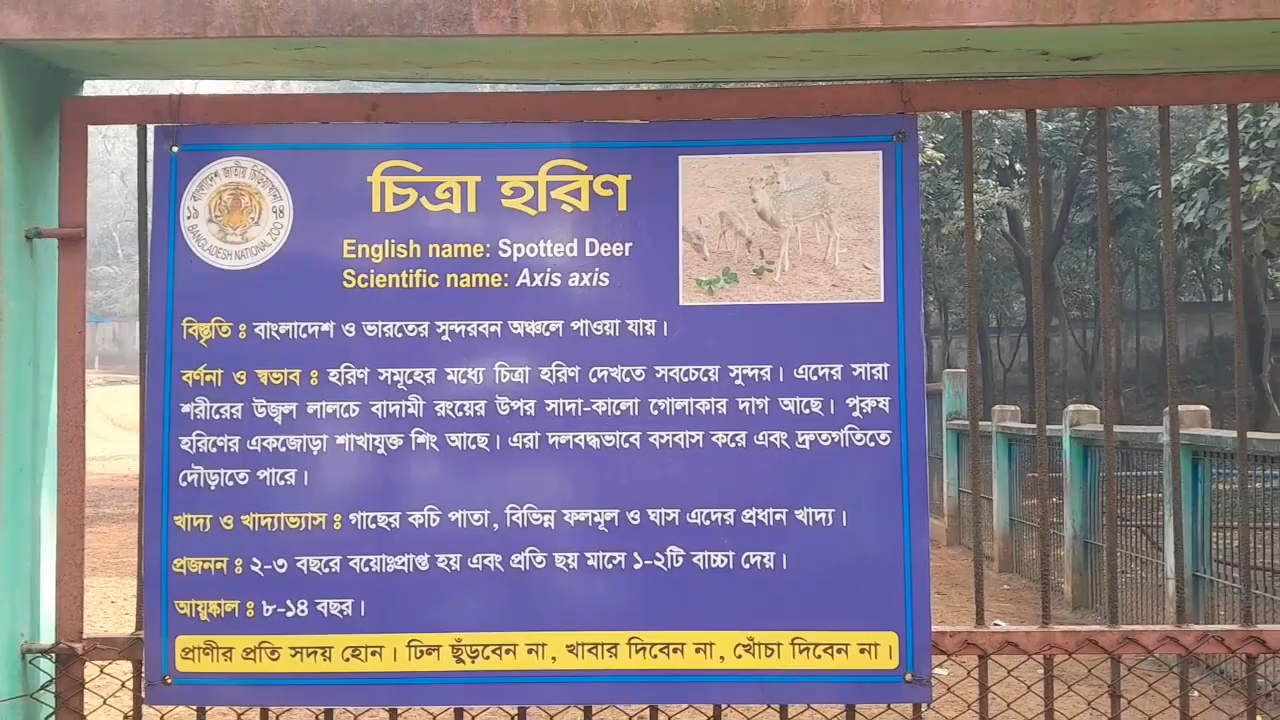 বাংলাদেশ জাতীয় চিড়িয়াখানা
১৯ ৭৪
BANGLADESH NATIONAL ZOO
চিত্রা হরিণ
English name: Spotted Deer
Scientific name: Axis axis
বিস্তৃতি ঃ বাংলাদেশ ও ভারতের সুন্দরবন অঞ্চলে পাওয়া যায়।
বর্ণনা ও স্বভাব ঃ হরিণ সমূহের মধ্যে চিত্রা হরিণ দেখতে সবচেয়ে সুন্দর। এদের সারা
শরীরের উজ্বল লালচে বাদামী রংয়ের উপর সাদা-কালো গোলাকার দাগ আছে। পুরুষ
হরিণের একজোড়া শাখাযুক্ত শিং আছে। এরা দলবদ্ধভাবে বসবাস করে এবং দ্রুতগতিতে
দৌড়াতে পারে।
খাদ্য ও খাদ্যাভ্যাস ঃ গাছের কচি পাতা, বিভিন্ন ফলমূল ও ঘাস এদের প্রধান খাদ্য।
প্রজনন ঃ ২-৩ বছরে বয়োঃপ্রাপ্ত হয় এবং প্রতি ছয় মাসে ১-২টি বাচ্চা দেয়।
আয়ুষ্কাল ঃ ৮-১৪ বছর।
প্রাণীর প্রতি সদয় হোন। ঢিল ছুঁড়বেন না, খাবার দিবেন না, খোঁচা দিবেন না।